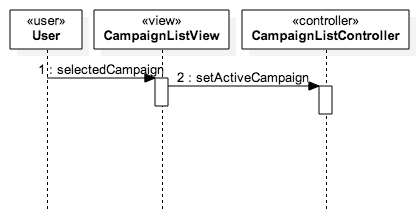 «user»
User
«view»
CampaignListView
«controller»
CampaignListController
1 : selectedCampaign
2 : setActiveCampaign